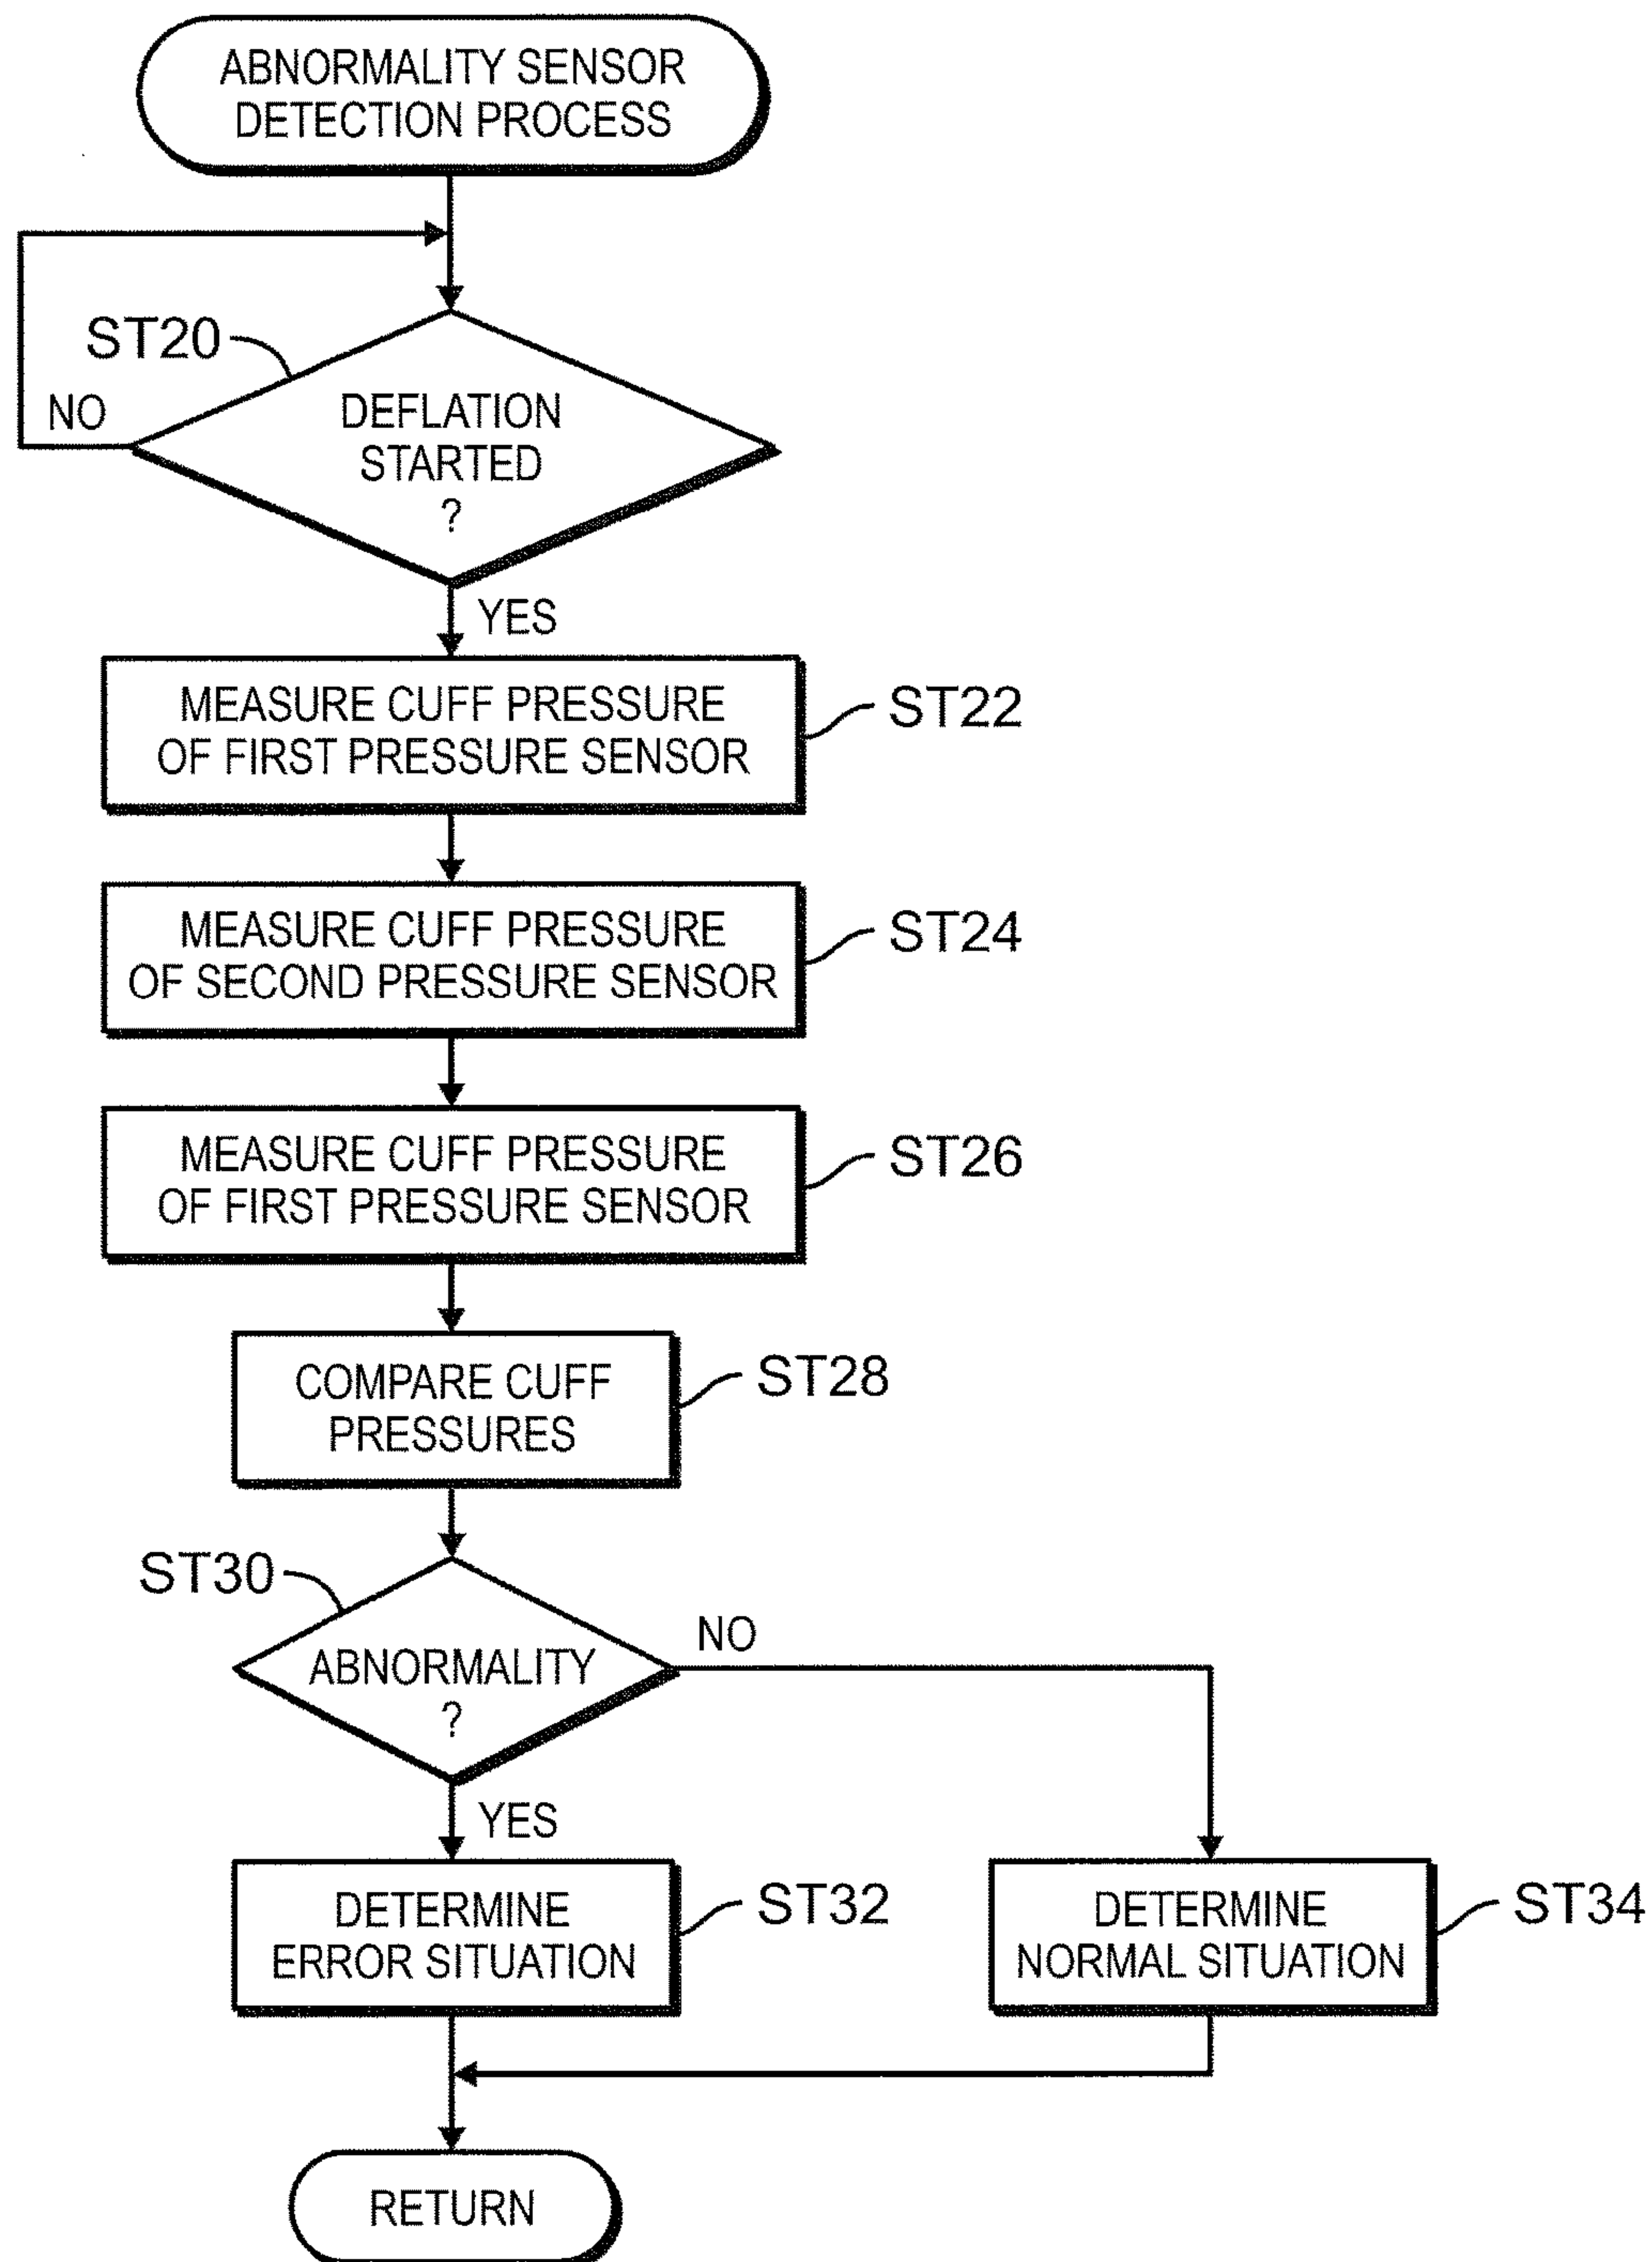 ABNORMALITY SENSOR
DETECTION PROCESS
ST20
NO
DEFLATION
STARTED
?
YES
MEASURE CUFF PRESSURE
OF FIRST PRESSURE SENSOR
ST22
MEASURE CUFF PRESSURE
OF SECOND PRESSURE SENSOR
ST24
MEASURE CUFF PRESSURE
OF FIRST PRESSURE SENSOR
ST26
COMPARE CUFF
PRESSURES
ST28
ST30
ABNORMALITY
?
NO
YES
DETERMINE
ERROR SITUATION
ST32
DETERMINE
NORMAL SITUATION
ST34
RETURN